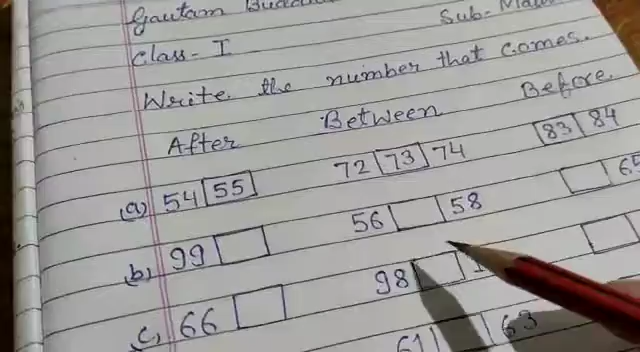 Gautam
Sub-
Class - I
Write the number that comes.
After Between Before
(a) 54 55 72 73 74 83 84
(b) 99 56 58 65
(c) 66 98
61 63